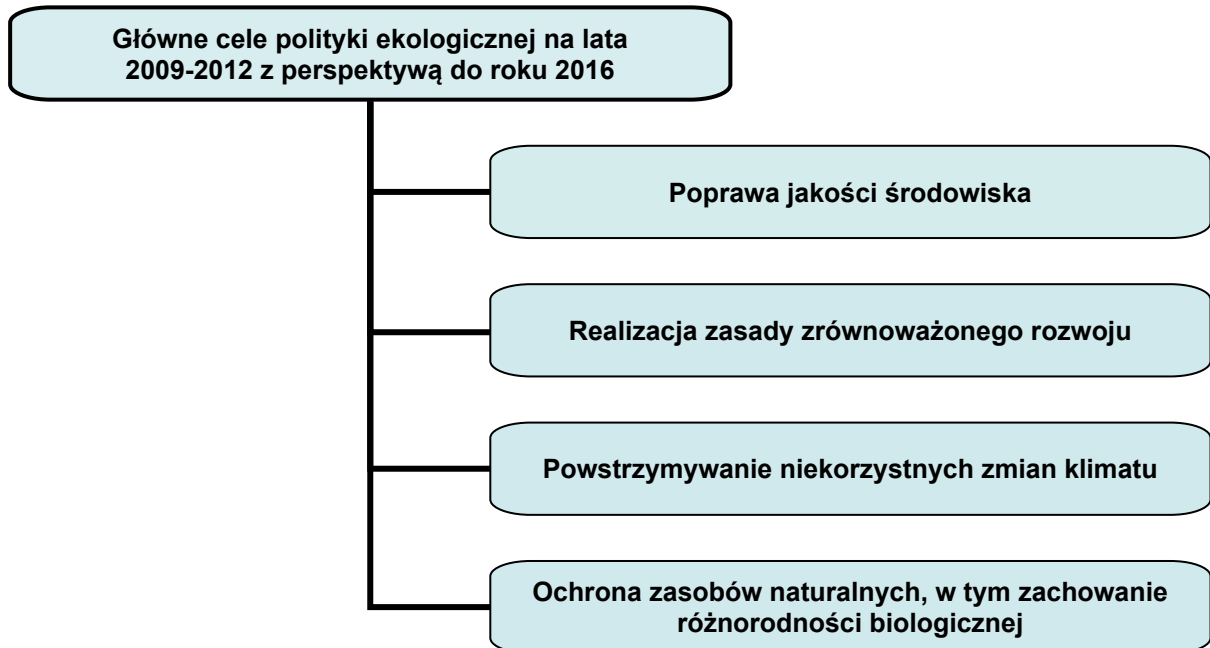 Główne cele polityki ekologicznej na lata
2009-2012 z perspektywą do roku 2016
Poprawa jakości środowiska
Realizacja zasady zrównoważonego rozwoju
Powstrzymywanie niekorzystnych zmian klimatu
Ochrona zasobów naturalnych, w tym zachowanie
różnorodności biologicznej